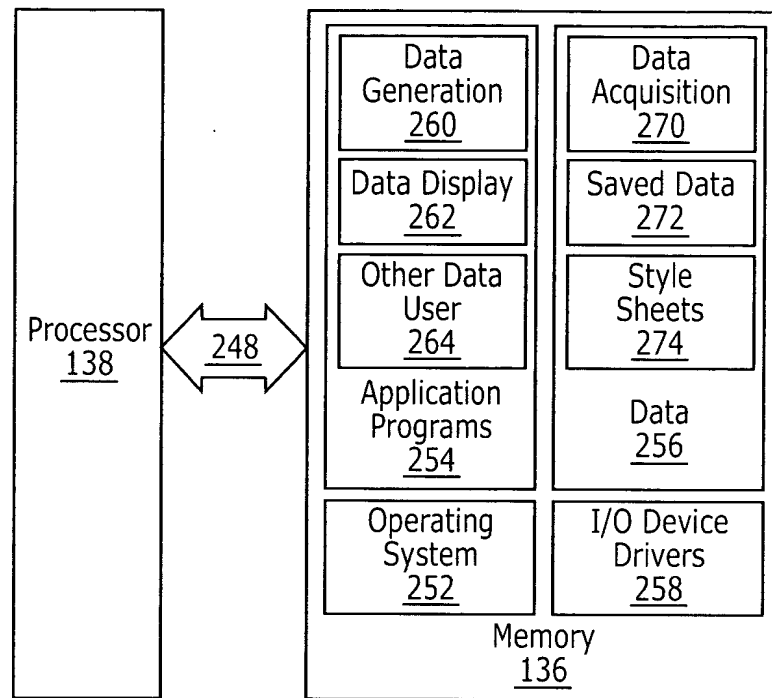 Processor
138
248
Data
Generation
260
Data Display
262
Other Data
User
264
Application
Programs
254
Data
Acquisition
270
Saved Data
272
Style
Sheets
274
Data
256
Operating
System
252
I/O Device
Drivers
258
Memory
136